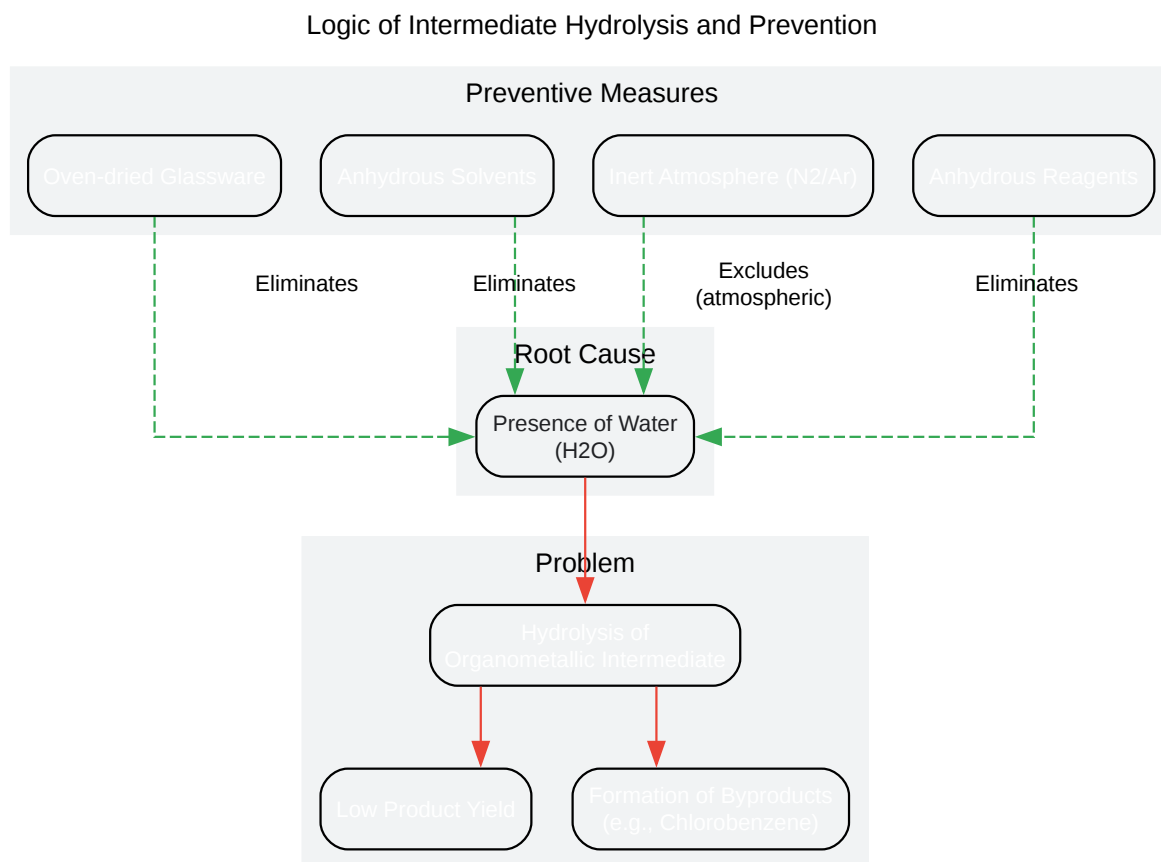 Logic of Intermediate Hydrolysis and Prevention
Preventive Measures
Oven-dried Glassware
Anhydrous Solvents
Inert Atmosphere (N2/Ar)
Anhydrous Reagents
Eliminates
Eliminates
Excludes
(atmospheric)
Eliminates
Root Cause
Presence of Water
(H2O)
Problem
Hydrolysis of
Organometallic Intermediate
Low Product Yield
Formation of Byproducts
(e.g., Chlorobenzene)